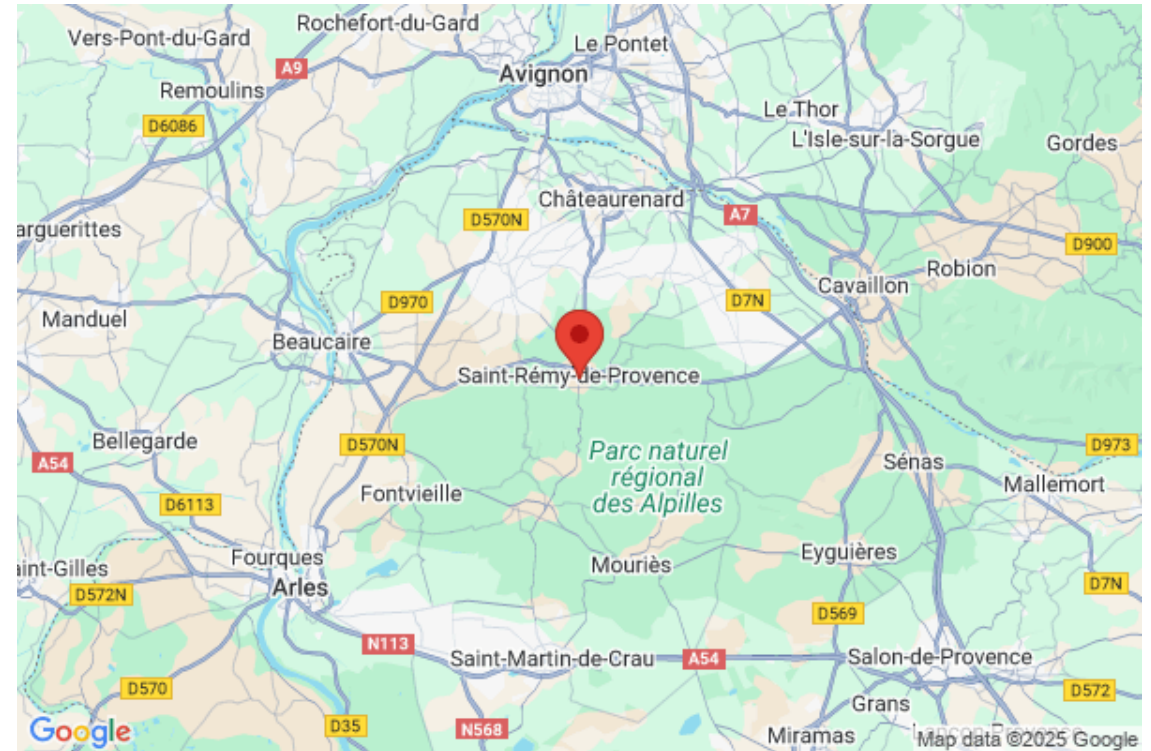 Rochefort-du-Gard
Vers-Pont-du-Gard
Le Pontet
A9
Avignon
Remoulins
Le Thor
D6086
L'Isle-sur-la-Sorgue
Gordes
Châteaurenard
A7
D570N
arguerittes
D900
Robion
Cavaillon
D970
D7N
Manduel
Beaucaire
Saint-Rémy-de-Provence
Bellegarde
D570N
D973
Parc naturel
régional
des Alpilles
A54
Sénas
Mallemort
Fontvieille
D6113
Fourques
Eyguières
aint-Gilles
Mouriès
Arles
D7N
D572N
D569
N113
Saint-Martin-de-Crau
A54
Salon-de-Provence
D570
D572
Grans
D35
N568
Google
Miramas
Map data ©2025 Google